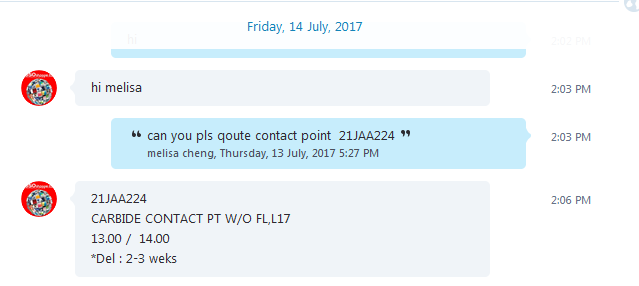 Friday, 14 July, 2017
hi
2:03 PM
hi melisa
2:03 PM
❝ can you pls qoute contact point 21JAA224 ❞
2:03 PM
melisa cheng, Thursday, 13 July, 2017 5:27 PM
21JAA224
2:06 PM
CARBIDE CONTACT PT W/O FL,L17
13.00 / 14.00
*Del : 2-3 weks